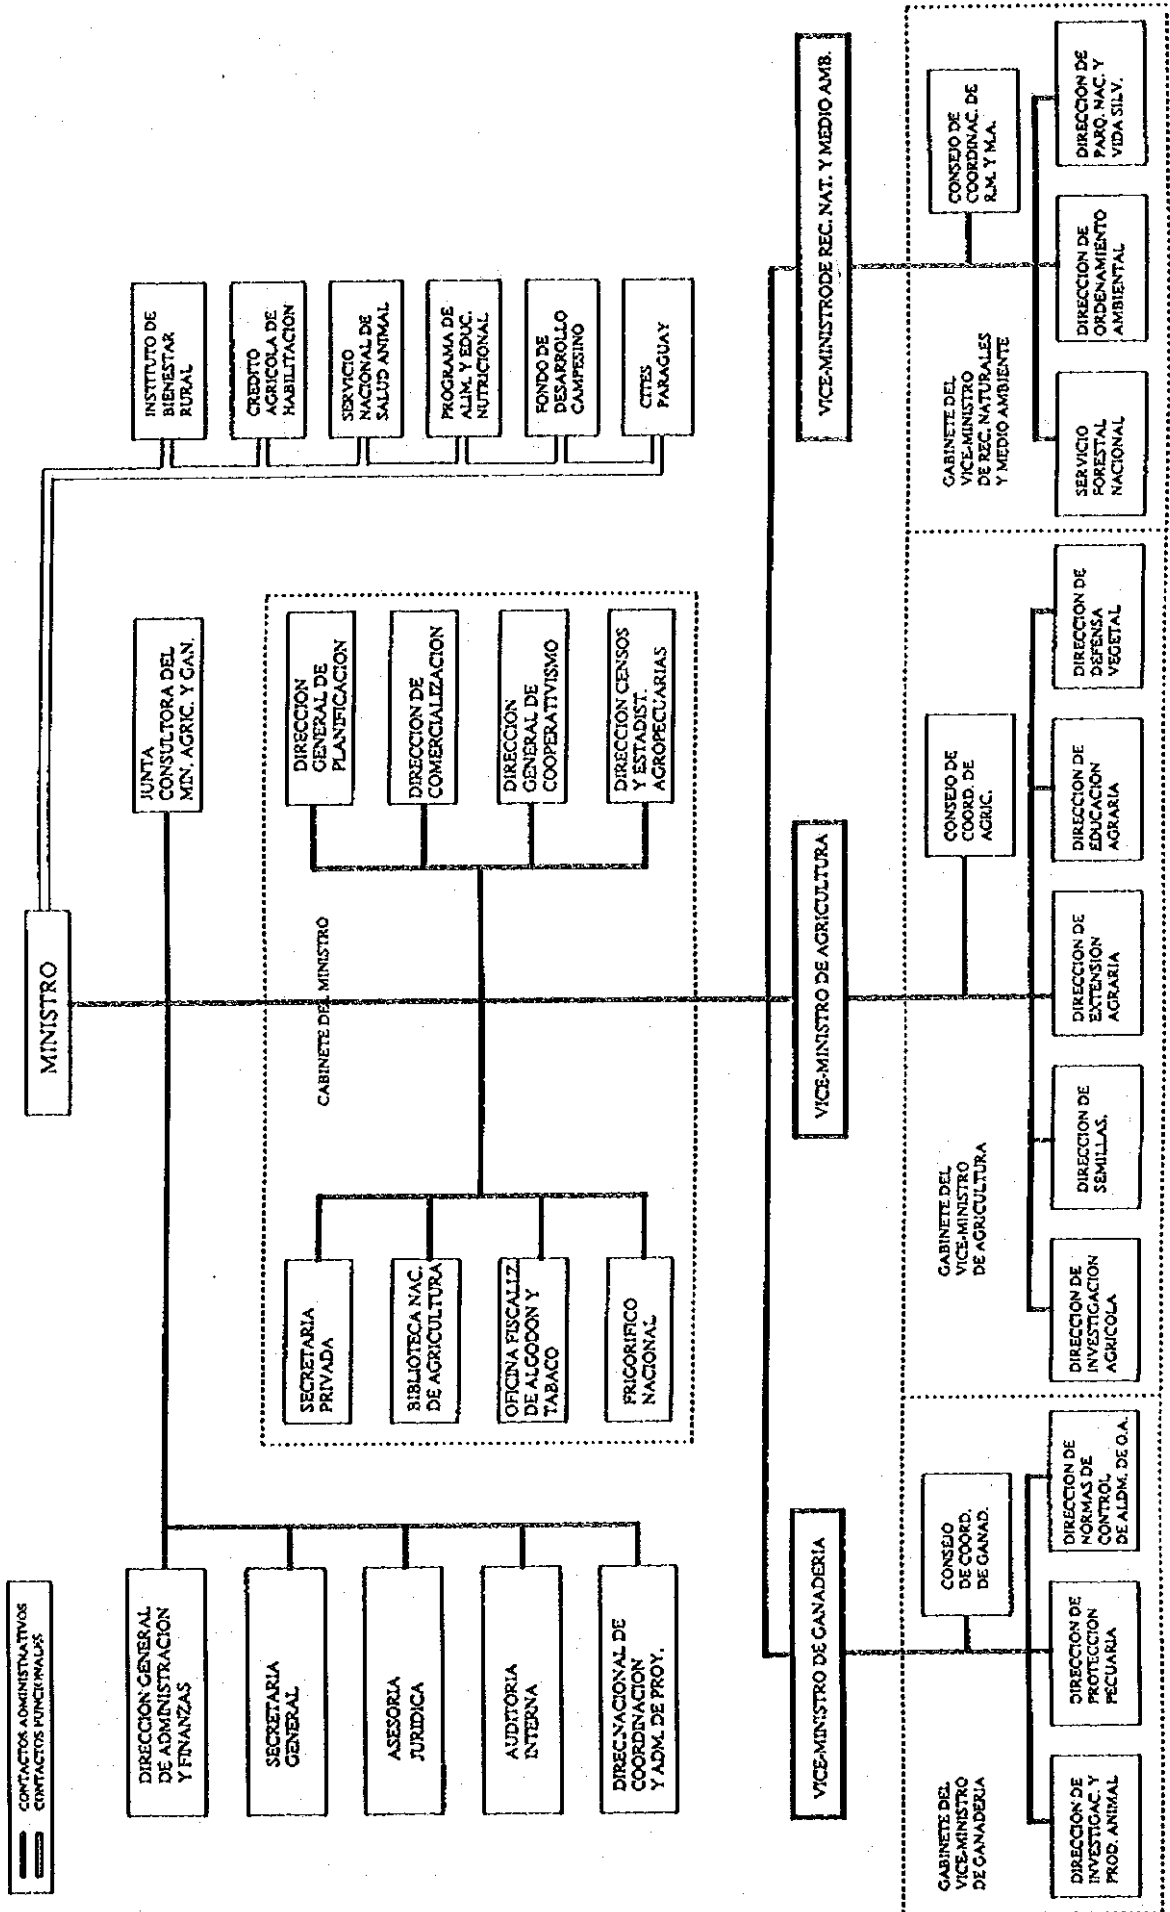 CONTACTOS ADMINISTRATIVOS
CONTACTOS FUNCIONALES
MINISTRO
DIRECCION GENERAL
DE ADMINISTRACION
Y FINANZAS
SECRETARIA
GENERAL
ASESORIA
JURIDICA
AUDITORIA
INTERNA
DIREC.NACIONAL DE
COORDINACION
Y ADM. DE PROY.
JUNTA
CONSULTORA DEL
MIN. AGRIC. Y GAN.
INSTITUTO DE
BIENESTAR
RURAL
CREDITO
AGRICOLA DE
HABILITACION
SERVICIO
NACIONAL DE
SALUD ANIMAL
PROGRAMA DE
ALIM. Y EDUC.
NUTRICIONAL
FONDO DE
DESARROLLO
CAMPESINO
CITES
PARAGUAY
CABINETE DEL MINISTRO
SECRETARIA
PRIVADA
BIBLIOTECA NAC.
DE AGRICULTURA
OFICINA FISCALIZ.
DE ALGODON Y
TABACO
FRIGORIFICO
NACIONAL
DIRECCION
GENERAL DE
PLANIFICACION
DIRECCION DE
COMERCIALIZACION
DIRECCION
GENERAL DE
COOPERATIVISMO
DIRECCION CENSOS
Y ESTADIST.
AGROPECUARIAS
VICE-MINISTRO DE GANADERIA
VICE-MINISTRO DE AGRICULTURA
VICE-MINISTRODE REC. NAT. Y MEDIO AMB.
GABINETE DEL
VICE-MINISTRO
DE GANADERIA
CONSEJO
DE COORD.
DE GANAD.
DIRECCION DE
INVESTIGAC. Y
PROD. ANIMAL
DIRECCION DE
PROTECCION
PECUARIA
DIRECCION DE
NORMAS DE
CONTROL
DE ALDM. DE O.A.
GABINETE DEL
VICE-MINISTRO
DE AGRICULTURA
CONSEJO DE
COORD. DE
AGRIC.
DIRECCION DE
INVESTIGACION
AGRICOLA
DIRECCION DE
SEMILLAS.
DIRECCION DE
EXTENSION
AGRARIA
DIRECCION DE
EDUCACION
AGRARIA
DIRECCION DE
DEFENSA
VEGETAL
GABINETE DEL
VICE-MINISTRO
DE REC. NATURALES
Y MEDIO AMBIENTE
CONSEJO DE
COORDINAC. DE
R.M. Y M.A.
SERVICIO
FORESTAL
NACIONAL
DIRECCION DE
ORDENAMIENTO
AMBIENTAL
DIRECCION DE
PARQ. NAC. Y
VIDA SILV.